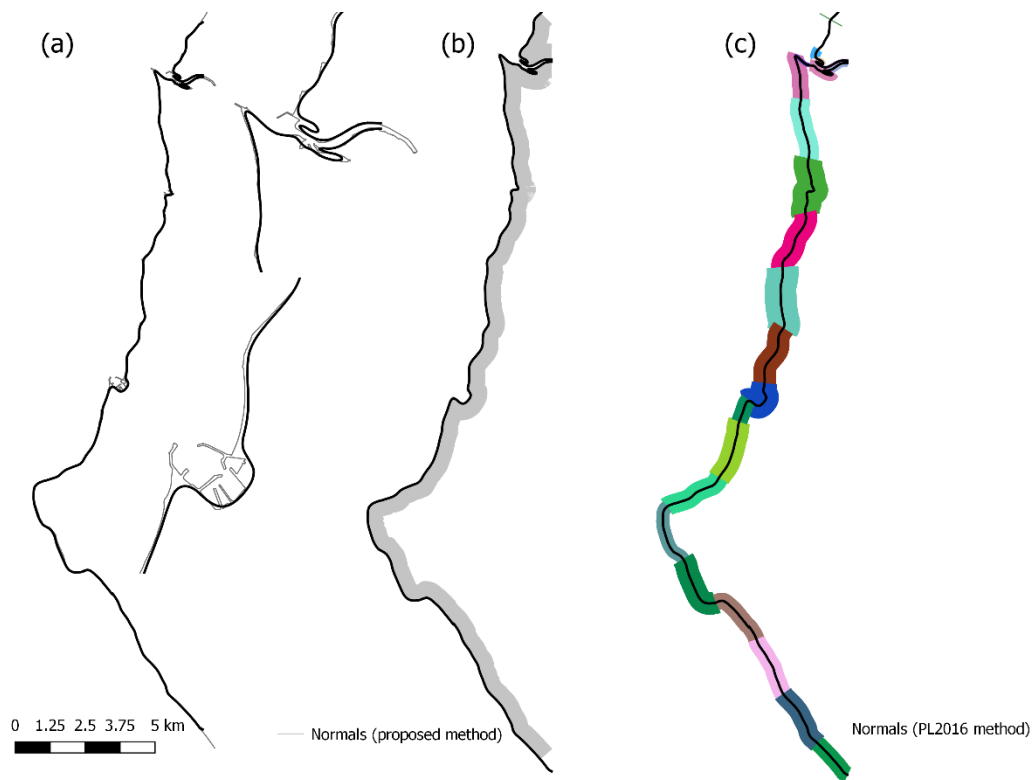 (a)
(b)
(c)
0 1.25 2.5 3.75 5 km
Normals (proposed method)
Normals (PL2016 method)